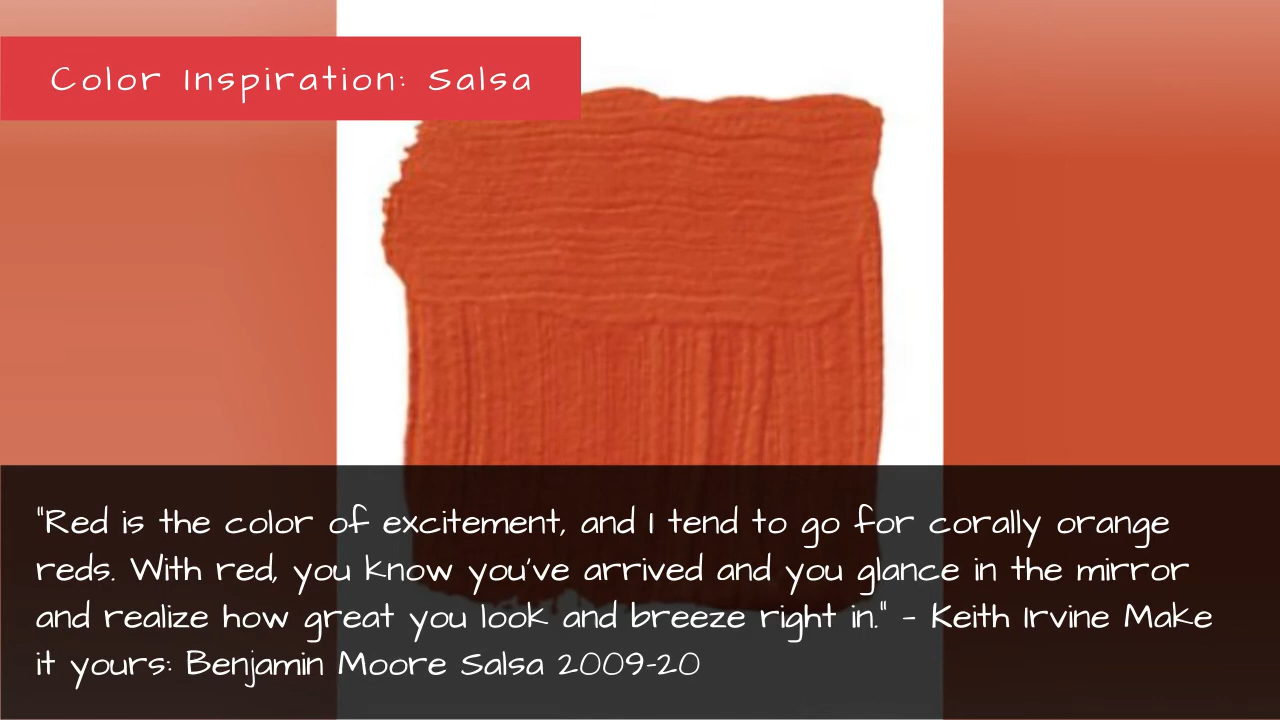 Color Inspiration: Salsa
"Red is the color of excitement, and I tend to go for corally orange
reds. With red, you know you've arrived and you glance in the mirror
and realize how great you look and breeze right in." - Keith Irvine Make
it yours: Benjamin Moore Salsa 2009-20